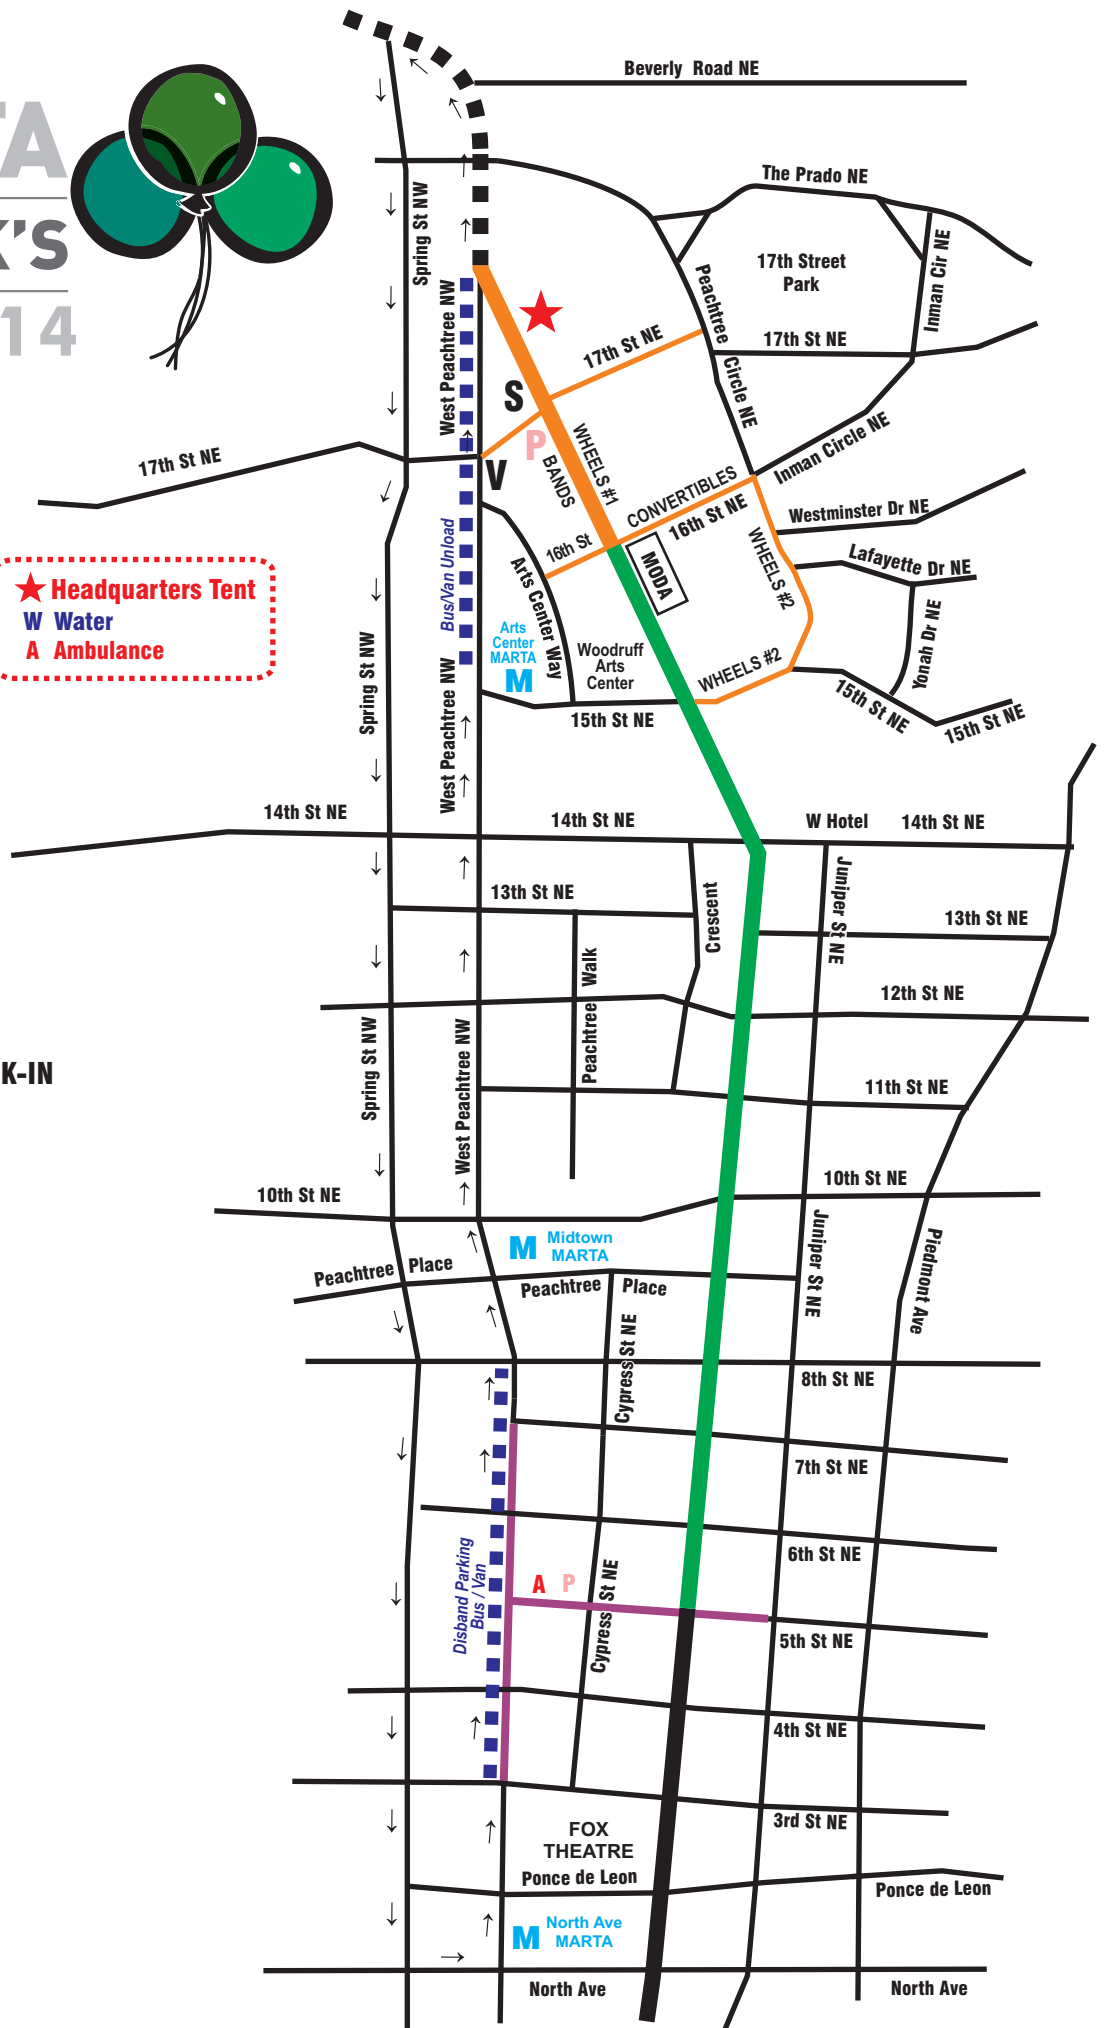 TA
K'S
14
Beverly Road NE
The Prado NE
Spring St NW
Inman Cir NE
17th Street
Park
Peachtree
Circle NE
West Peachtree NW
17th St NE
17th St NE
S
P
V
WHEELS #1
BANDS
17th St NE
Inman Circle NE
CONVERTIBLES
16th St NE
Westminster Dr NE
16th St
MODA
WHEELS #2
Lafayette Dr NE
Yonah Dr NE
Bus/Van Unload
Arts Center Way
Headquarters Tent
W Water
A Ambulance
Arts
Center
MARTA
M
Woodruff
Arts
Center
WHEELS #2
15th St NE
15th St NE
15th St NE
Spring St NW
West Peachtree NW
14th St NE
14th St NE
W Hotel
14th St NE
13th St NE
Crescent
Juniper St NE
13th St NE
Peachtree Walk
12th St NE
K-IN
Spring St NW
West Peachtree NW
11th St NE
10th St NE
10th St NE
M
Midtown
MARTA
Juniper St NE
Piedmont Ave
Peachtree Place
Peachtree Place
Cypress St NE
8th St NE
7th St NE
6th St NE
Disband Parking
Bus / Van
A P
Cypress St NE
5th St NE
4th St NE
3rd St NE
FOX
THEATRE
Ponce de Leon
Ponce de Leon
M
North Ave
MARTA
North Ave
North Ave